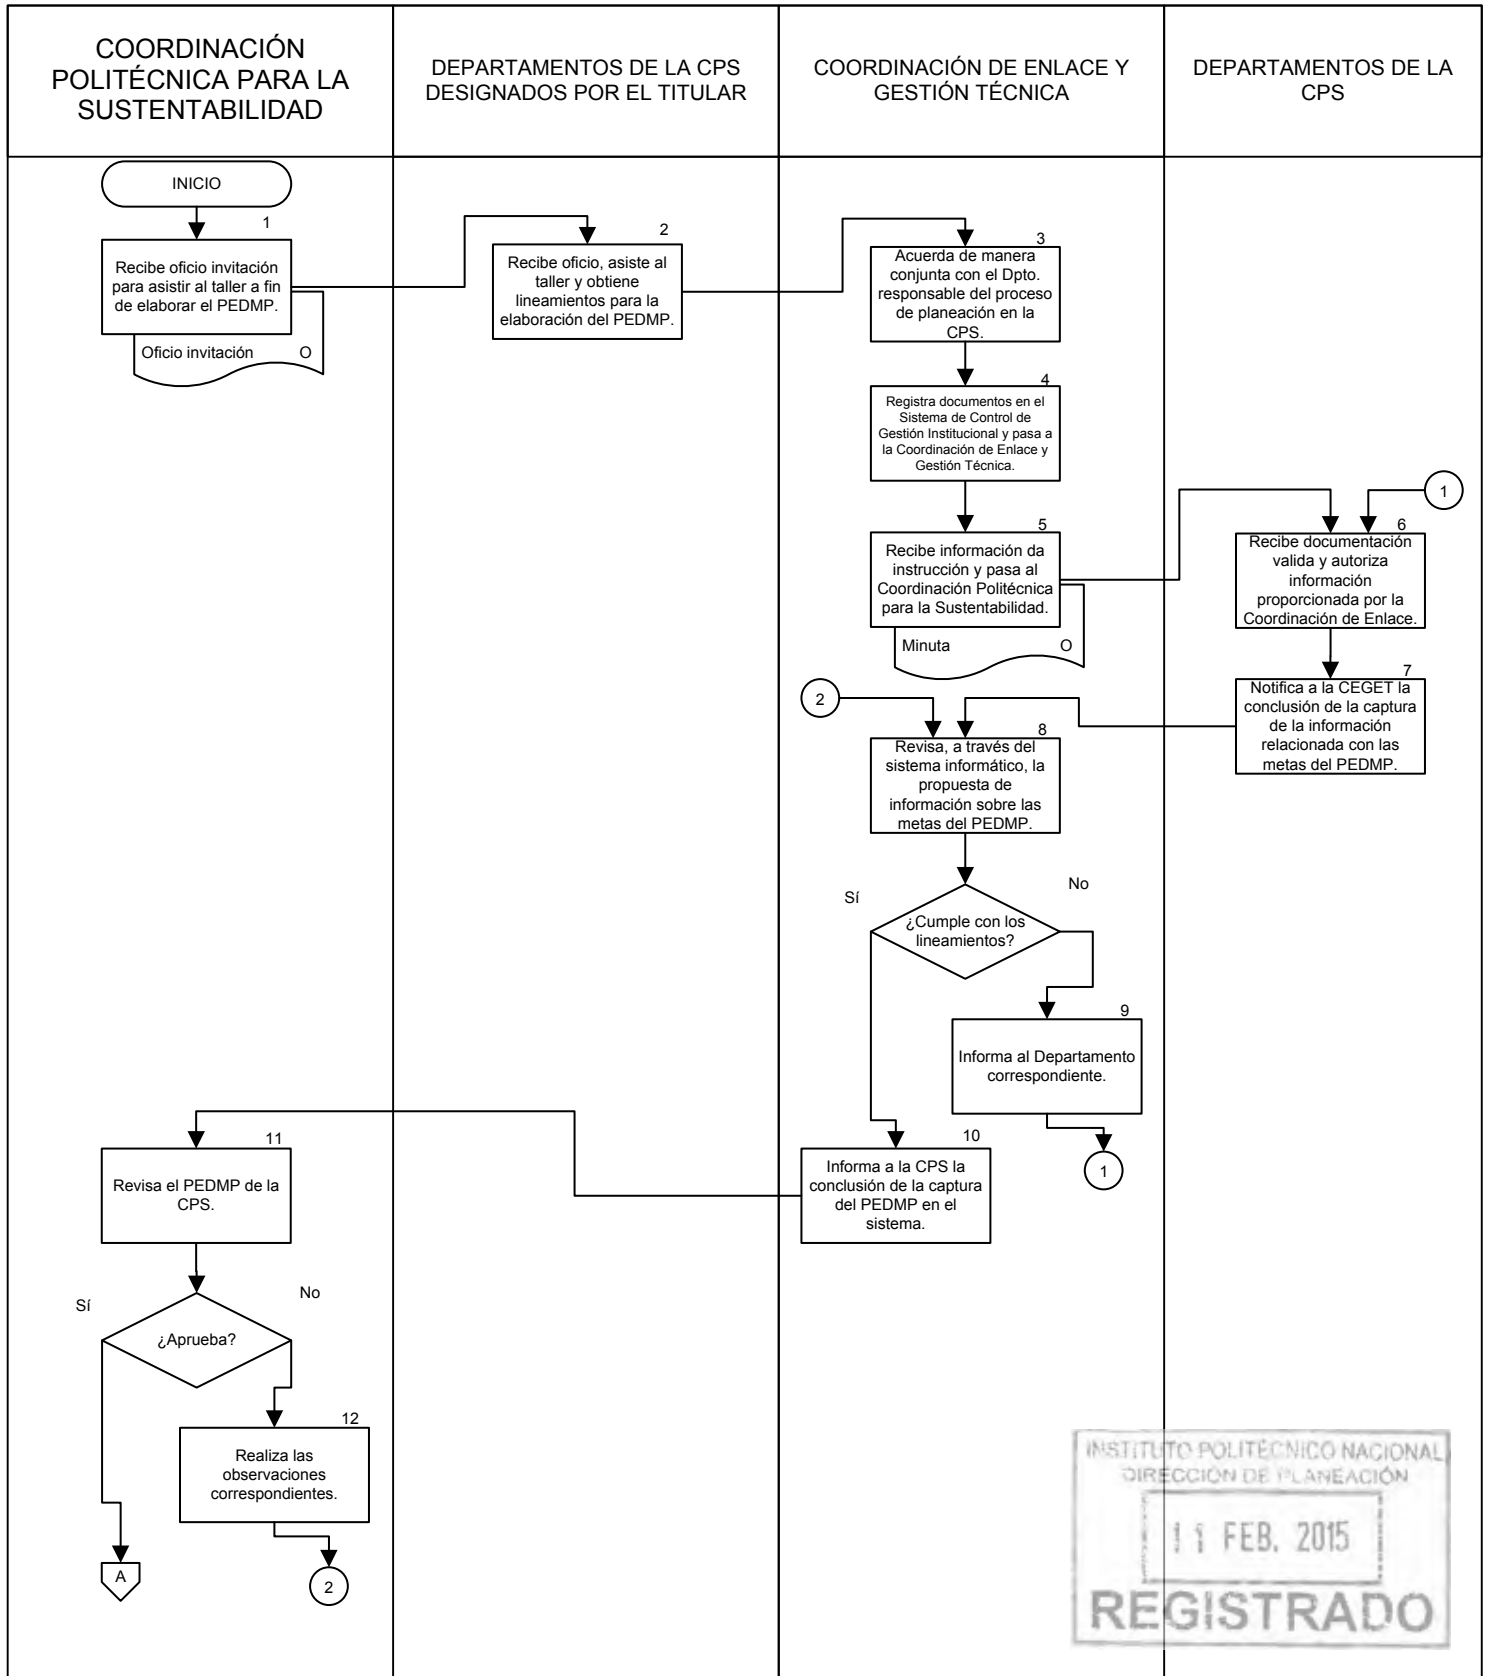 COORDINACIÓN
POLITÉCNICA PARA LA
SUSTENTABILIDAD
DEPARTAMENTOS DE LA CPS
DESIGNADOS POR EL TITULAR
COORDINACIÓN DE ENLACE Y
GESTIÓN TÉCNICA
DEPARTAMENTOS DE LA
CPS
INICIO
1
Recibe oficio invitación
para asistir al taller a fin
de elaborar el PEDMP.
Oficio invitación O
2
Recibe oficio, asiste al
taller y obtiene
lineamientos para la
elaboración del PEDMP.
3
Acuerda de manera
conjunta con el Dpto.
responsable del proceso
de planeación en la
CPS.
4
Registra documentos en el
Sistema de Control de
Gestión Institucional y pasa a
la Coordinación de Enlace y
Gestión Técnica.
5
Recibe información da
instrucción y pasa al
Coordinación Politécnica
para la Sustentabilidad.
Minuta O
1
6
Recibe documentación
valida y autoriza
información
proporcionada por la
Coordinación de Enlace.
7
Notifica a la CEGET la
conclusión de la captura
de la información
relacionada con las
metas del PEDMP.
2
8
Revisa, a través del
sistema informático, la
propuesta de
información sobre las
metas del PEDMP.
Sí
No
¿Cumple con los
lineamientos?
9
Informa al Departamento
correspondiente.
1
10
Informa a la CPS la
conclusión de la captura
del PEDMP en el
sistema.
11
Revisa el PEDMP de la
CPS.
Sí
No
¿Aprueba?
12
Realiza las
observaciones
correspondientes.
A
2
INSTITUTO POLITÉCNICO NACIONAL
DIRECCIÓN DE PLANEACIÓN
11 FEB. 2015
REGISTRADO